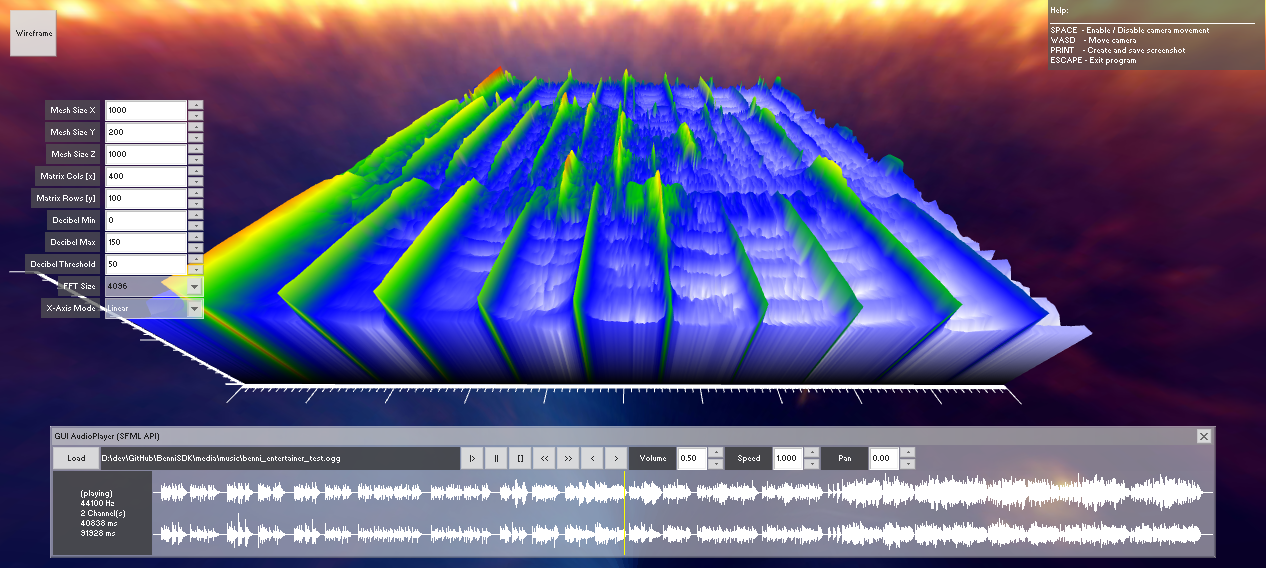 Wireframe
Help:
SPACE - Enable / Disable camera movement
WASD - Move camera
PRINT - Create and save screenshot
ESCAPE - Exit program
Mesh Size X 1000
Mesh Size Y 200
Mesh Size Z 1000
Matrix Cols [x] 400
Matrix Rows [y] 100
Decibel Min 0
Decibel Max 150
Decibel Threshold 50
FFT Size 4096
X-Axis Mode Linear
GUI AudioPlayer (SFML API)
Load D:\dev\GitHub\BenniSDK\media\music\benni_entertainer_test.ogg |> || [] << >> < > Volume 0.50 Speed 1.000 Pan 0.00
(playing)
44100 Hz
2 Channel(s)
40838 ms
91928 ms